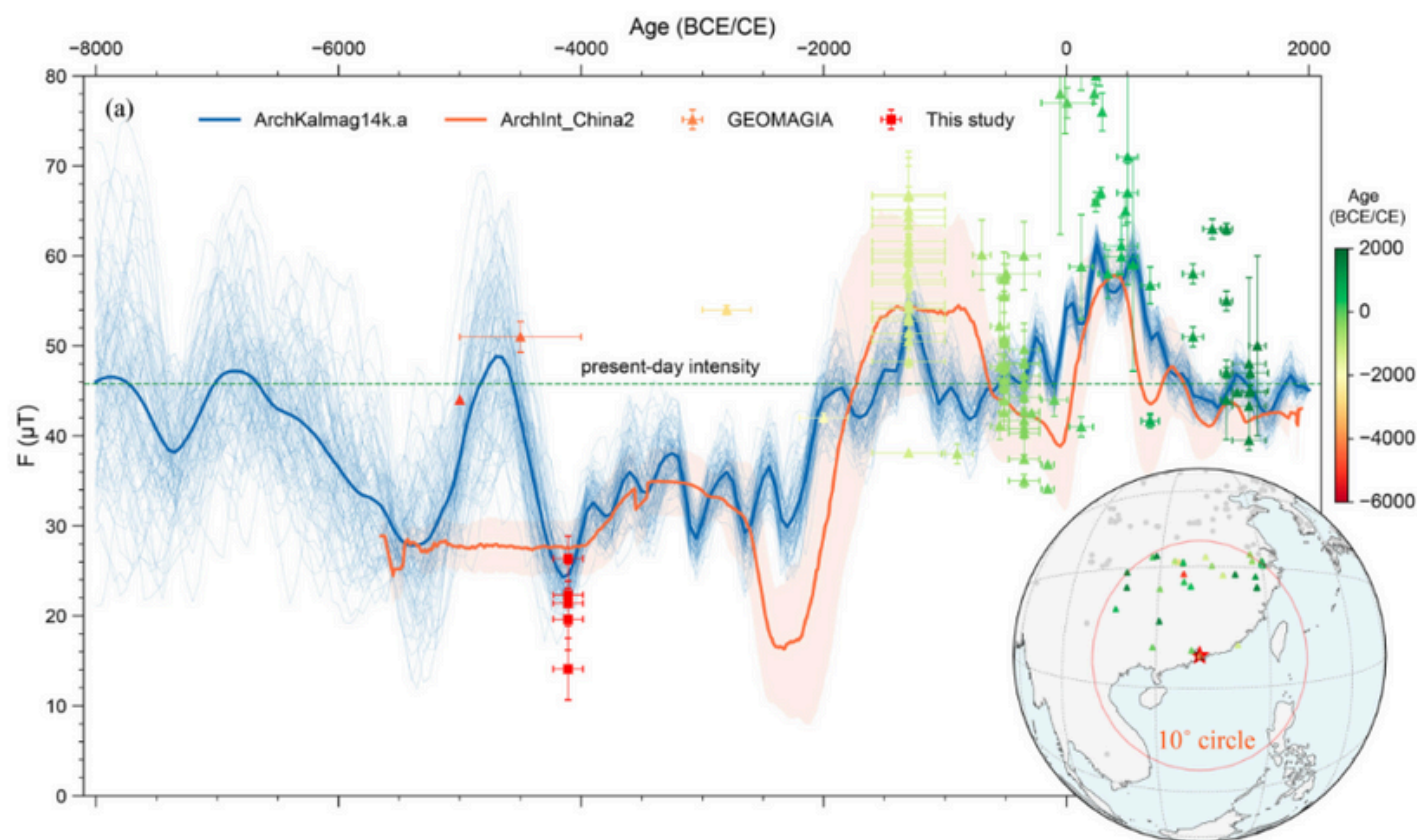 Age (BCE/CE)
−8000 −6000 −4000 −2000 0 2000
80
(a) ArchKalmag14k.a ArchInt_China2 GEOMAGIA This study
70
60
50
40
30
20
10
0
F (μT)
present-day intensity
Age
(BCE/CE)
2000
0
−2000
−4000
−6000
10° circle